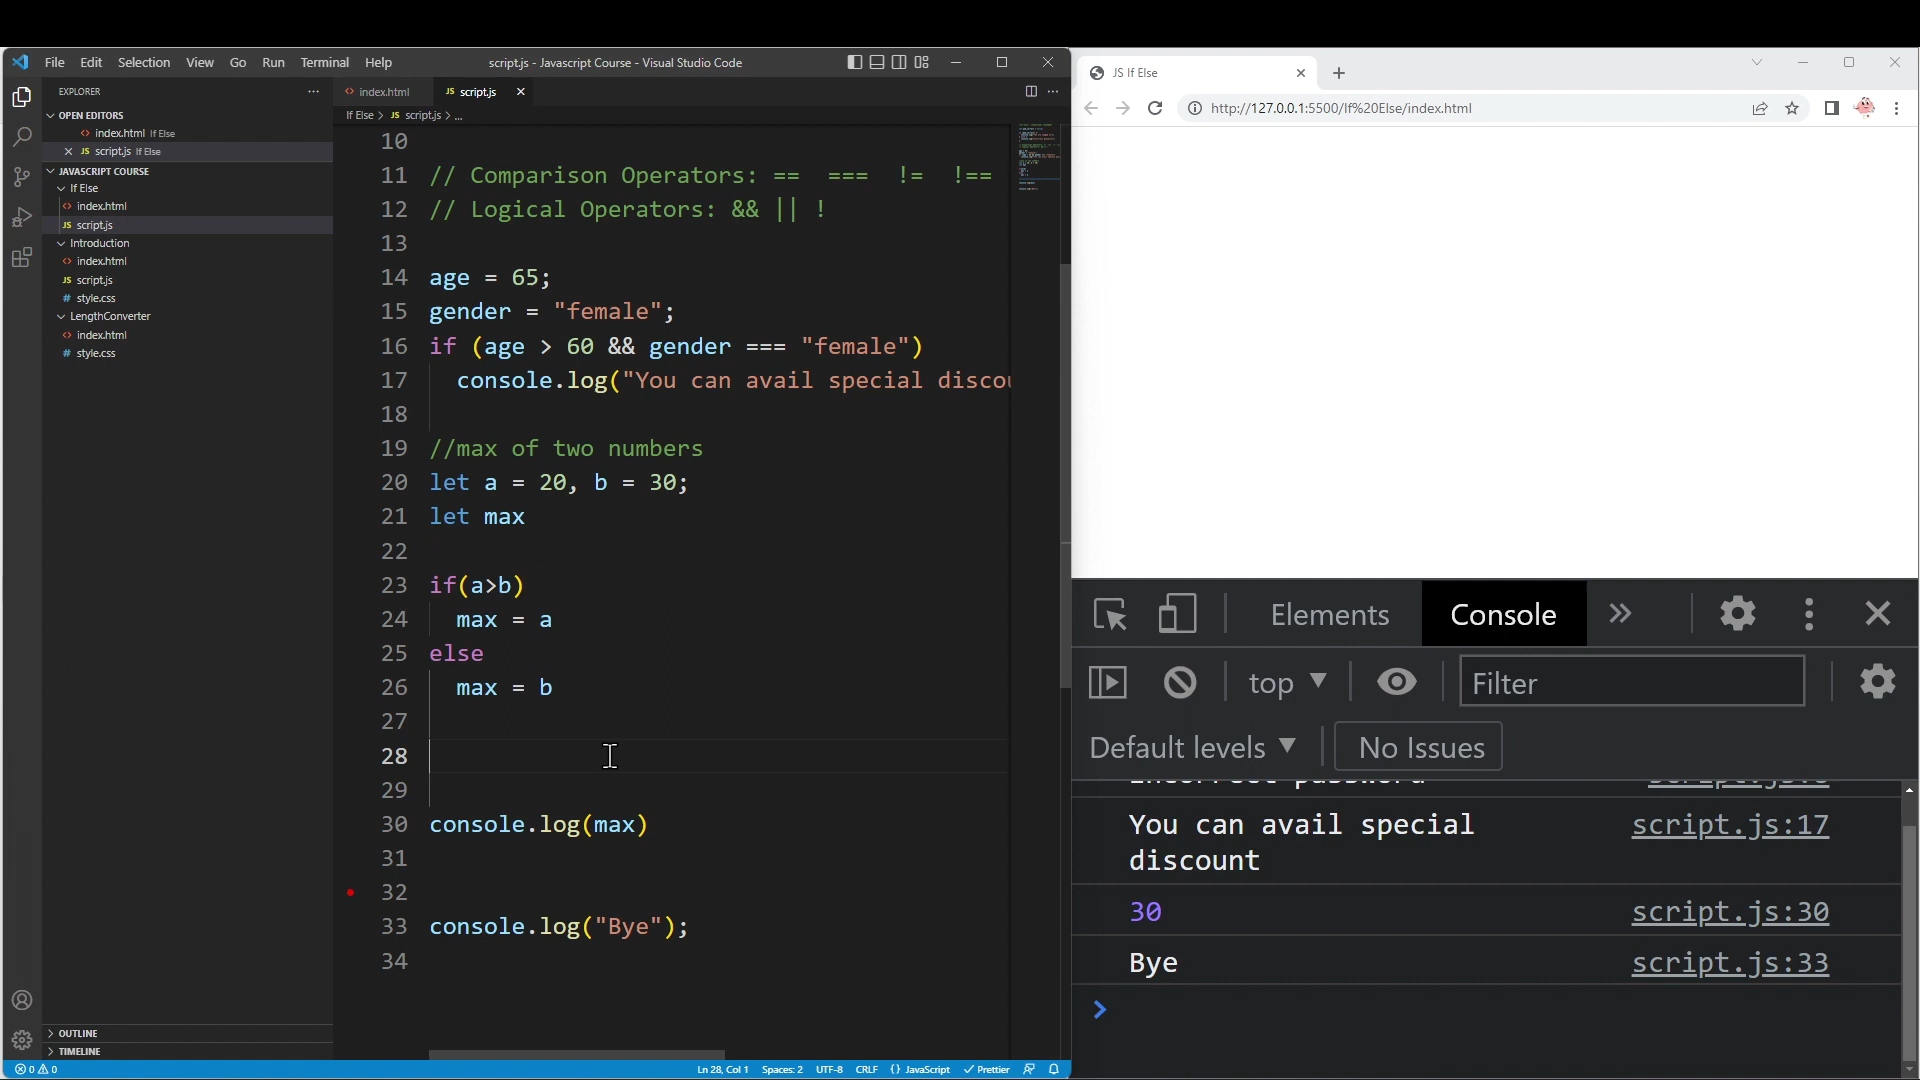 File Edit Selection View Go Run Terminal Help
script.js - Javascript Course - Visual Studio Code
EXPLORER
OPEN EDITORS
index.html If Else
script.js If Else
JAVASCRIPT COURSE
If Else
index.html
script.js
Introduction
index.html
script.js
style.css
LengthConverter
index.html
style.css
OUTLINE
TIMELINE
index.html
script.js
If Else > JS script.js > ...
10
11 // Comparison Operators: == === != !==
12 // Logical Operators: && || !
13
14 age = 65;
15 gender = "female";
16 if (age > 60 && gender === "female")
17 console.log("You can avail special discou
18
19 //max of two numbers
20 let a = 20, b = 30;
21 let max
22
23 if(a>b)
24 max = a
25 else
26 max = b
27
28
29
30 console.log(max)
31
32
33 console.log("Bye");
34
0 0
Ln 28, Col 1 Spaces: 2 UTF-8 CRLF {} JavaScript Prettier
JS If Else
http://127.0.0.1:5500/If%20Else/index.html
Elements Console
top Filter
Default levels No Issues
You can avail special script.js:17
discount
30 script.js:30
Bye script.js:33